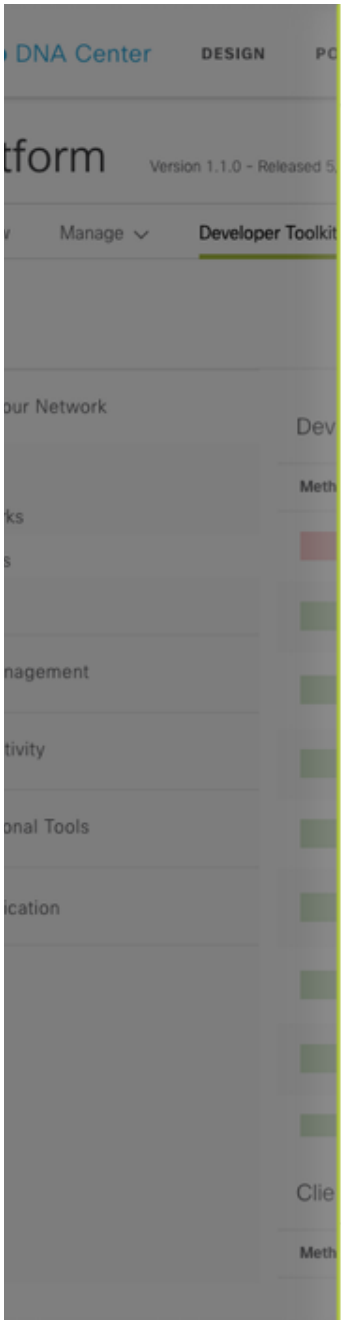 DNA Center DESIGN PO
tform Version 1.1.0 - Released 5,
Manage Developer Toolkit
our Network
Dev
Meth
rks
s
nagement
tivity
onal Tools
ication
Clie
Meth